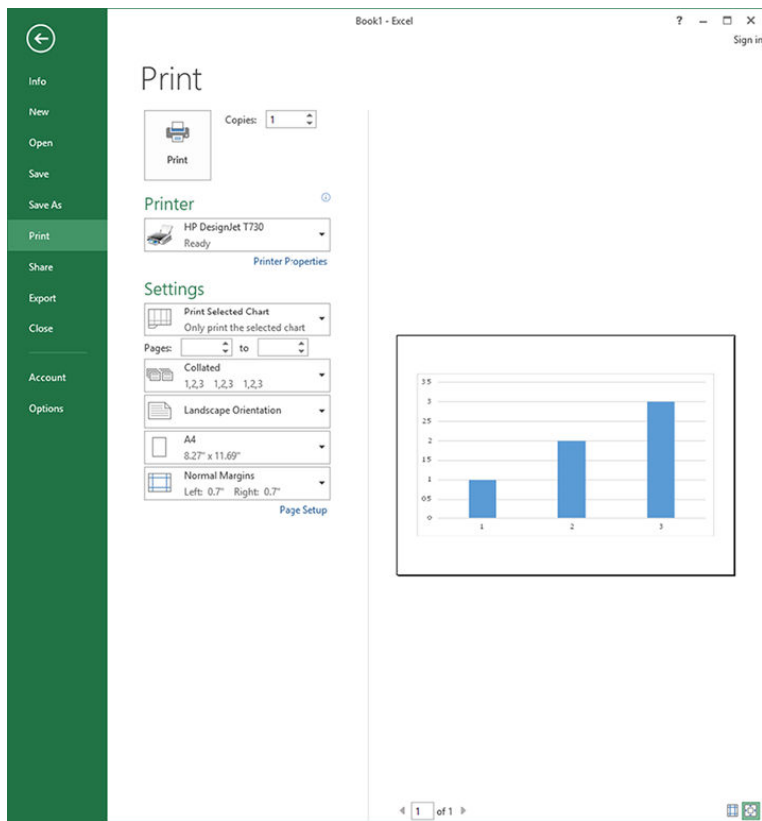 Book1 - Excel
?
Sign in
Info
New
Open
Save
Save As
Print
Share
Export
Close
Account
Options
Print
Copies: 1
Print
Printer
HP DesignJet T730
Ready
Printer Properties
Settings
Print Selected Chart
Only print the selected chart
Pages: to
Collated
1,2,3 1,2,3 1,2,3
Landscape Orientation
A4
8.27" x 11.69"
Normal Margins
Left: 0.7" Right: 0.7"
Page Setup
3.5
3
2.5
2
1.5
1
0.5
0
1 2 3
1 of 1